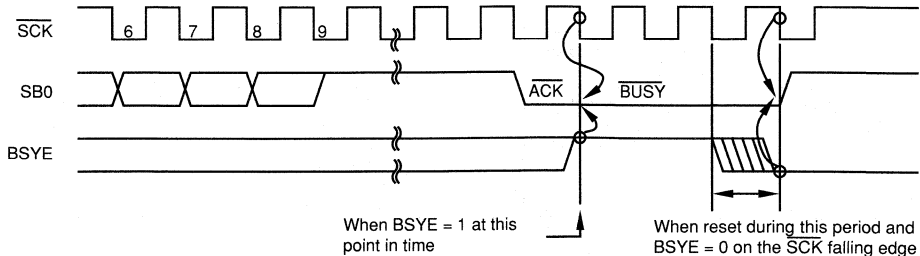 SCK
6 7 8 9
SB0
ACK
BUSY
BSYE
When BSYE = 1 at this
point in time
When reset during this period and
BSYE = 0 on the SCK falling edge